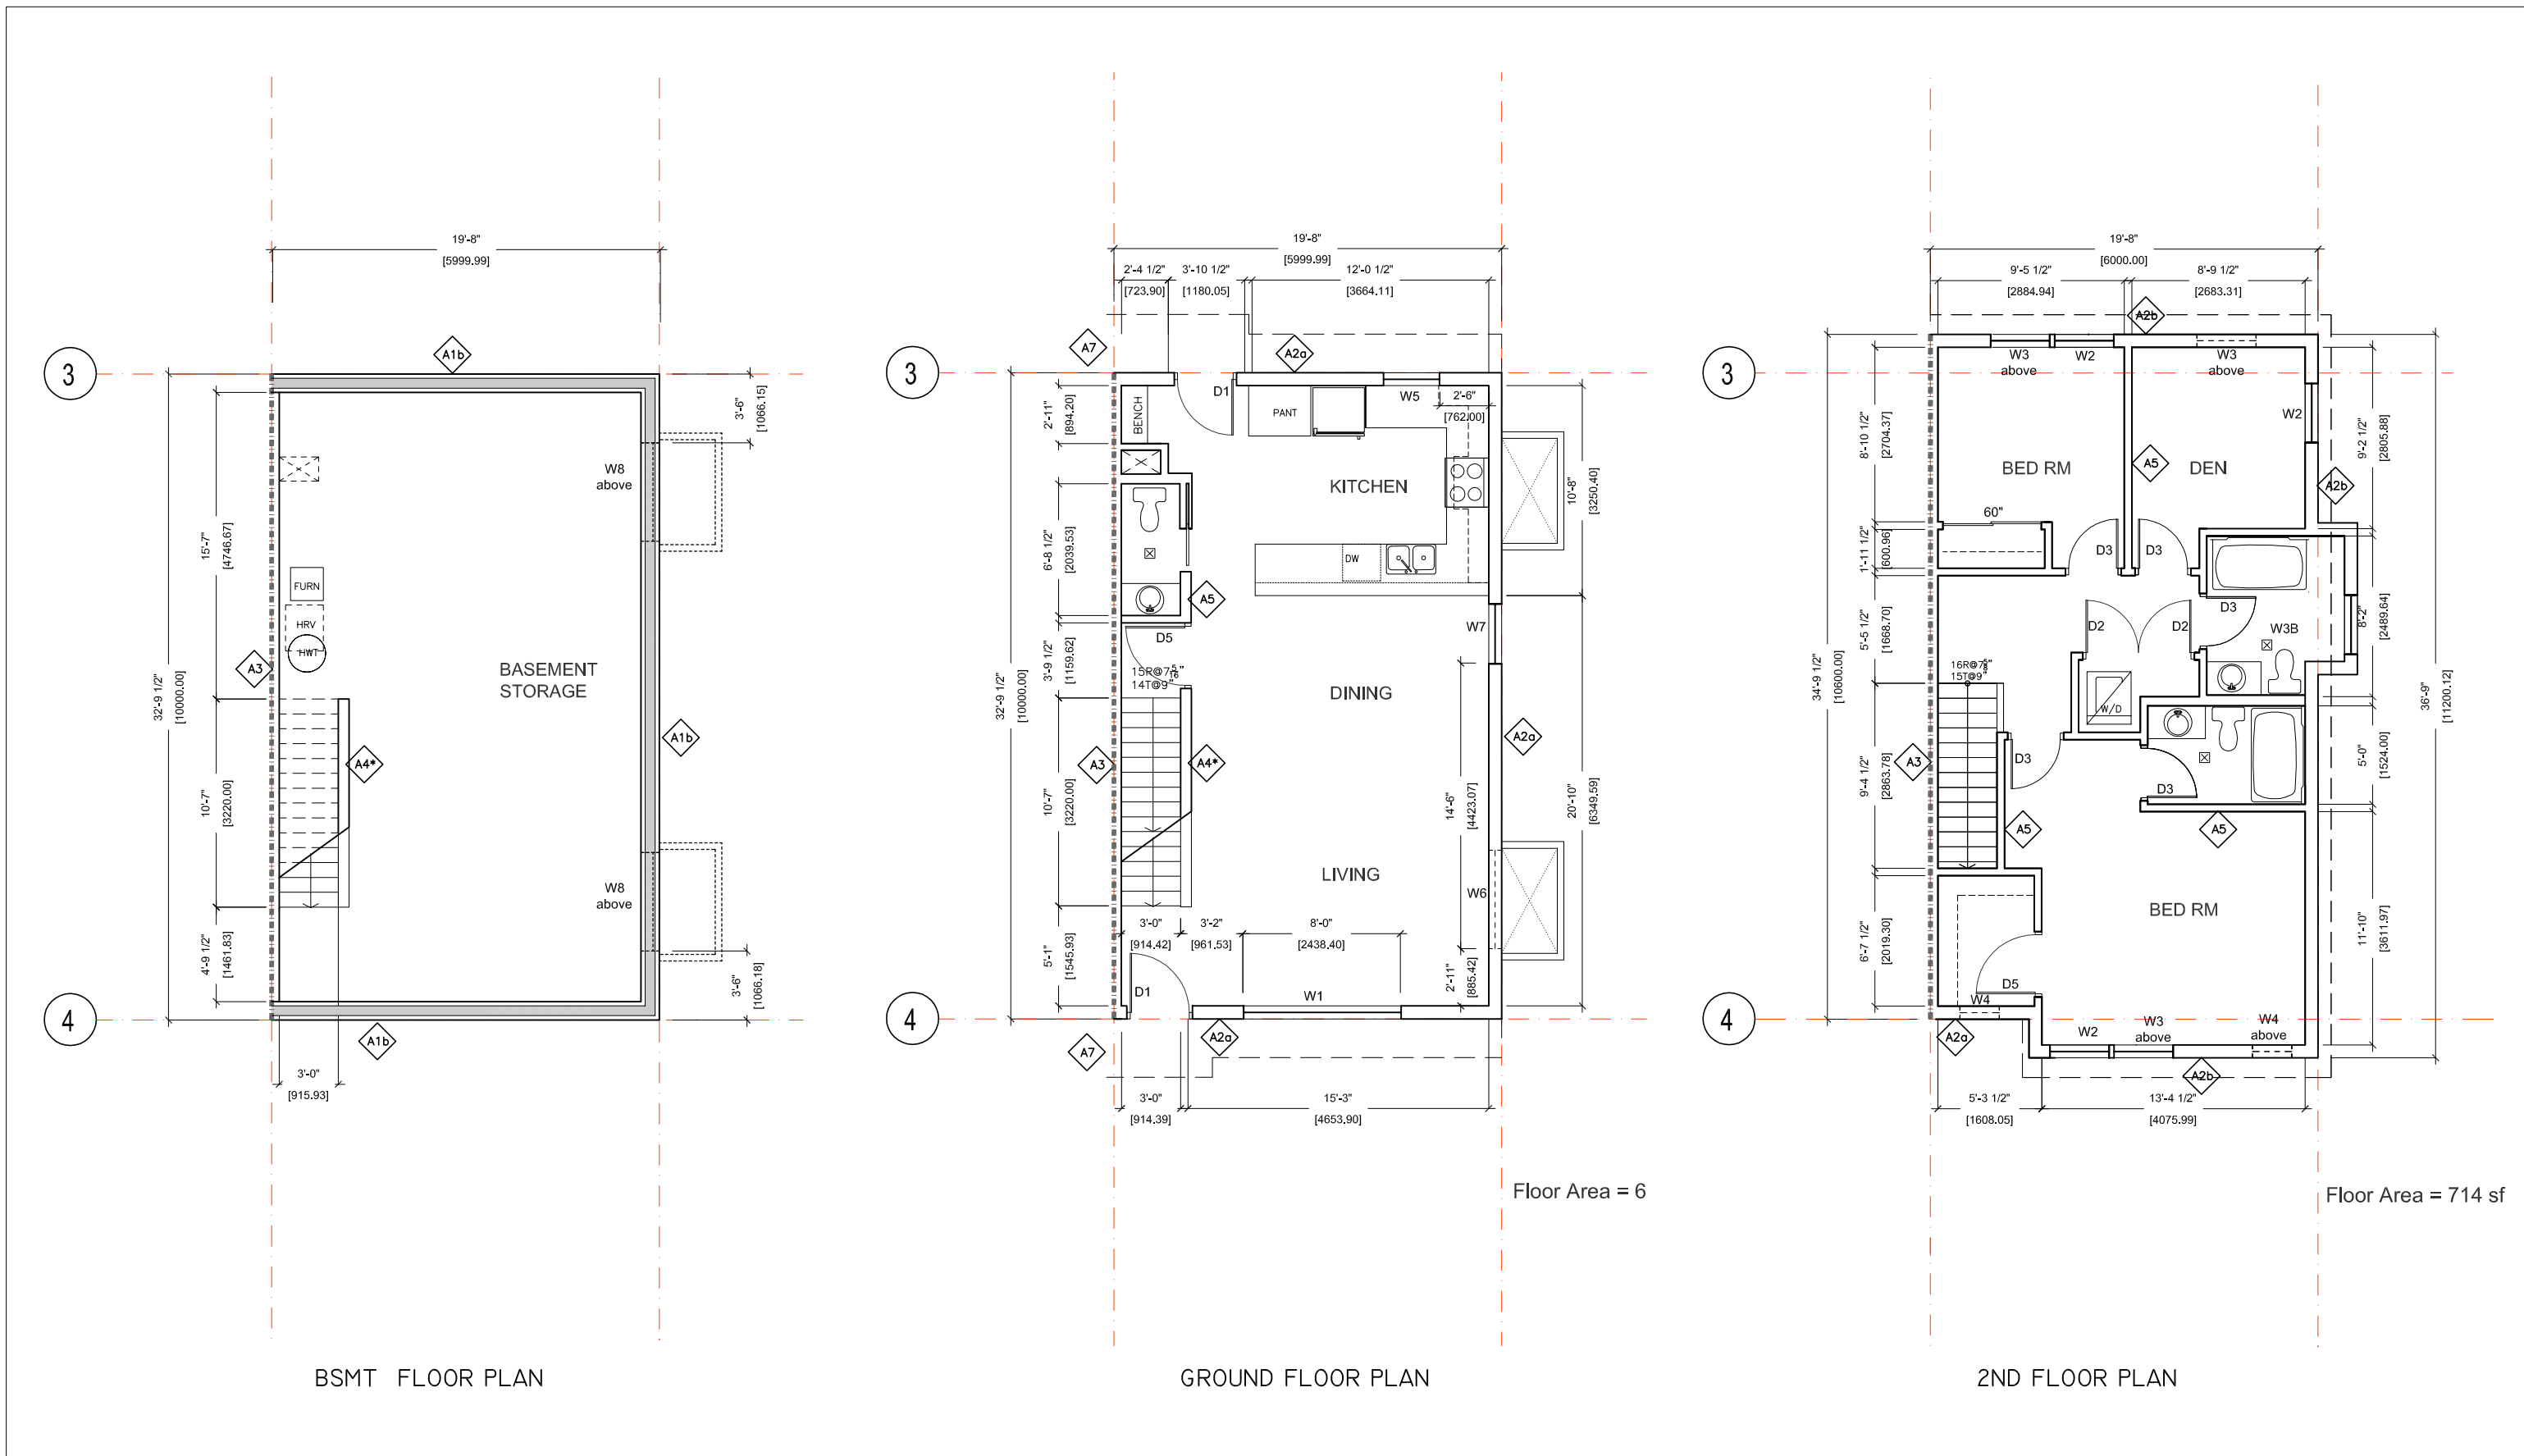 19'-8"
[5999.99]
A1b
3
3'-6"
[1066.15]
W8
above
15'-7"
[4746.67]
FURN
HRV
HWT
A3
BASEMENT
STORAGE
32'-9 1/2"
[10000.00]
A1b
A4*
10'-7"
[3220.00]
W8
above
4'-9 1/2"
[1461.83]
3'-6"
[1066.18]
4
A1b
3'-0"
[915.93]
BSMT FLOOR PLAN
19'-8"
[5999.99]
2'-4 1/2"
[723.90]
3'-10 1/2"
[1180.05]
12'-0 1/2"
[3664.11]
A7
A2a
3
D1
W5
2'-6"
[762.00]
2'-11"
[894.20]
BENCH
PANT
KITCHEN
10'-8"
[3250.40]
6'-8 1/2"
[2039.53]
DW
A5
W7
D5
3'-9 1/2"
[1159.62]
14T@9"
DINING
32'-9 1/2"
[10000.00]
A2a
A3
A4*
10'-7"
[3220.00]
14'-6"
[4423.07]
20'-10"
[6349.59]
LIVING
W6
3'-0"
[914.42]
3'-2"
[961.53]
8'-0"
[2438.40]
5'-1"
[1545.93]
2'-11"
[885.42]
D1
W1
4
A7
A2a
3'-0"
[914.39]
15'-3"
[4653.90]
Floor Area = 6
GROUND FLOOR PLAN
19'-8"
[6000.00]
9'-5 1/2"
[2884.94]
8'-9 1/2"
[2683.31]
A2b
3
W3
above
W2
W3
above
W2
8'-10 1/2"
[2704.37]
9'-2 1/2"
[2805.88]
BED RM
A5
DEN
A2b
60"
1'-11 1/2"
[600.96]
D3
D3
D3
D2
D2
W3B
8'-2"
[2489.64]
5'-5 1/2"
[1668.70]
15T@9"
34'-9 1/2"
[10600.00]
36'-9"
[11200.12]
W/D
A3
D3
D3
5'-0"
[1524.00]
9'-4 1/2"
[2863.78]
A5
A5
BED RM
6'-7 1/2"
[2019.30]
11'-10"
[3611.97]
D5
W4
4
A2a
W2
W3
above
W4
above
A2b
5'-3 1/2"
[1608.05]
13'-4 1/2"
[4075.99]
Floor Area = 714 sf
2ND FLOOR PLAN